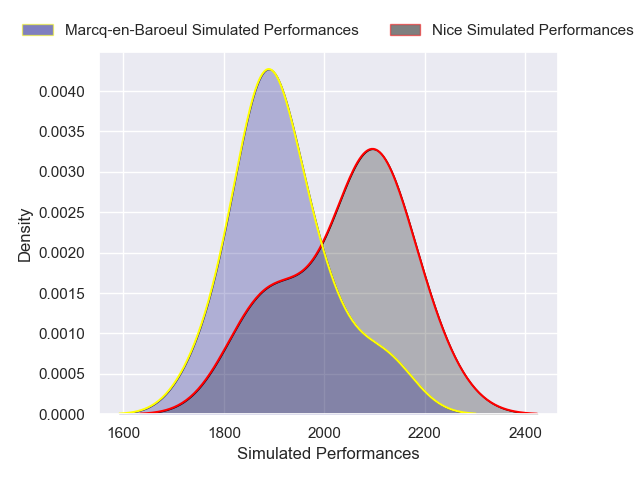 Marcq-en-Baroeul Simulated Performances Nice Simulated Performances
0.0040
0.0035
0.0030
0.0025
0.0020
0.0015
0.0010
0.0005
0.0000
Density
1600 1800 2000 2200 2400
Simulated Performances